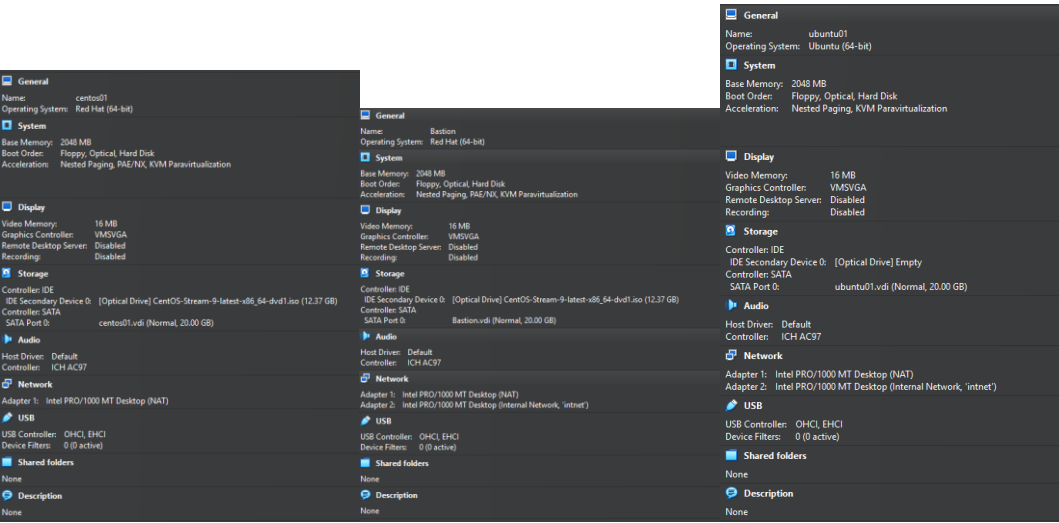 General
Name: centos01
Operating System: Red Hat (64-bit)
System
Base Memory: 2048 MB
Boot Order: Floppy, Optical, Hard Disk
Acceleration: Nested Paging, PAE/NX, KVM Paravirtualization
Display
Video Memory: 16 MB
Graphics Controller: VMSVGA
Remote Desktop Server: Disabled
Recording: Disabled
Storage
Controller: IDE
IDE Secondary Device 0: [Optical Drive] CentOS-Stream-9-latest-x86_64-dvd1.iso (12.37 GB)
Controller: SATA
SATA Port 0: centos01.vdi (Normal, 20.00 GB)
Audio
Host Driver: Default
Controller: ICH AC97
Network
Adapter 1: Intel PRO/1000 MT Desktop (NAT)
USB
USB Controller: OHCI, EHCI
Device Filters: 0 (0 active)
Shared folders
None
Description
None
General
Name: Bastion
Operating System: Red Hat (64-bit)
System
Base Memory: 2048 MB
Boot Order: Floppy, Optical, Hard Disk
Acceleration: Nested Paging, PAE/NX, KVM Paravirtualization
Display
Video Memory: 16 MB
Graphics Controller: VMSVGA
Remote Desktop Server: Disabled
Recording: Disabled
Storage
Controller: IDE
IDE Secondary Device 0: [Optical Drive] CentOS-Stream-9-latest-x86_64-dvd1.iso (12.37 GB)
Controller: SATA
SATA Port 0: Bastion.vdi (Normal, 20.00 GB)
Audio
Host Driver: Default
Controller: ICH AC97
Network
Adapter 1: Intel PRO/1000 MT Desktop (NAT)
Adapter 2: Intel PRO/1000 MT Desktop (Internal Network, 'intnet')
USB
USB Controller: OHCI, EHCI
Device Filters: 0 (0 active)
Shared folders
None
Description
None
General
Name: ubuntu01
Operating System: Ubuntu (64-bit)
System
Base Memory: 2048 MB
Boot Order: Floppy, Optical, Hard Disk
Acceleration: Nested Paging, KVM Paravirtualization
Display
Video Memory: 16 MB
Graphics Controller: VMSVGA
Remote Desktop Server: Disabled
Recording: Disabled
Storage
Controller: IDE
IDE Secondary Device 0: [Optical Drive] Empty
Controller: SATA
SATA Port 0: ubuntu01.vdi (Normal, 20.00 GB)
Audio
Host Driver: Default
Controller: ICH AC97
Network
Adapter 1: Intel PRO/1000 MT Desktop (NAT)
Adapter 2: Intel PRO/1000 MT Desktop (Internal Network, 'intnet')
USB
USB Controller: OHCI, EHCI
Device Filters: 0 (0 active)
Shared folders
None
Description
None